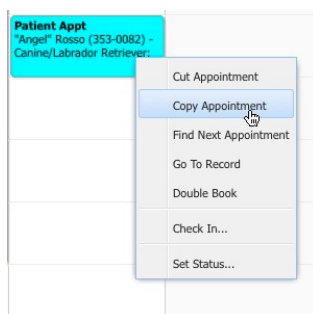 Patient Appt
"Angel" Rosso (353-0082) -
Canine/Labrador Retriever:
Cut Appointment
Copy Appointment
Find Next Appointment
Go To Record
Double Book
Check In...
Set Status...